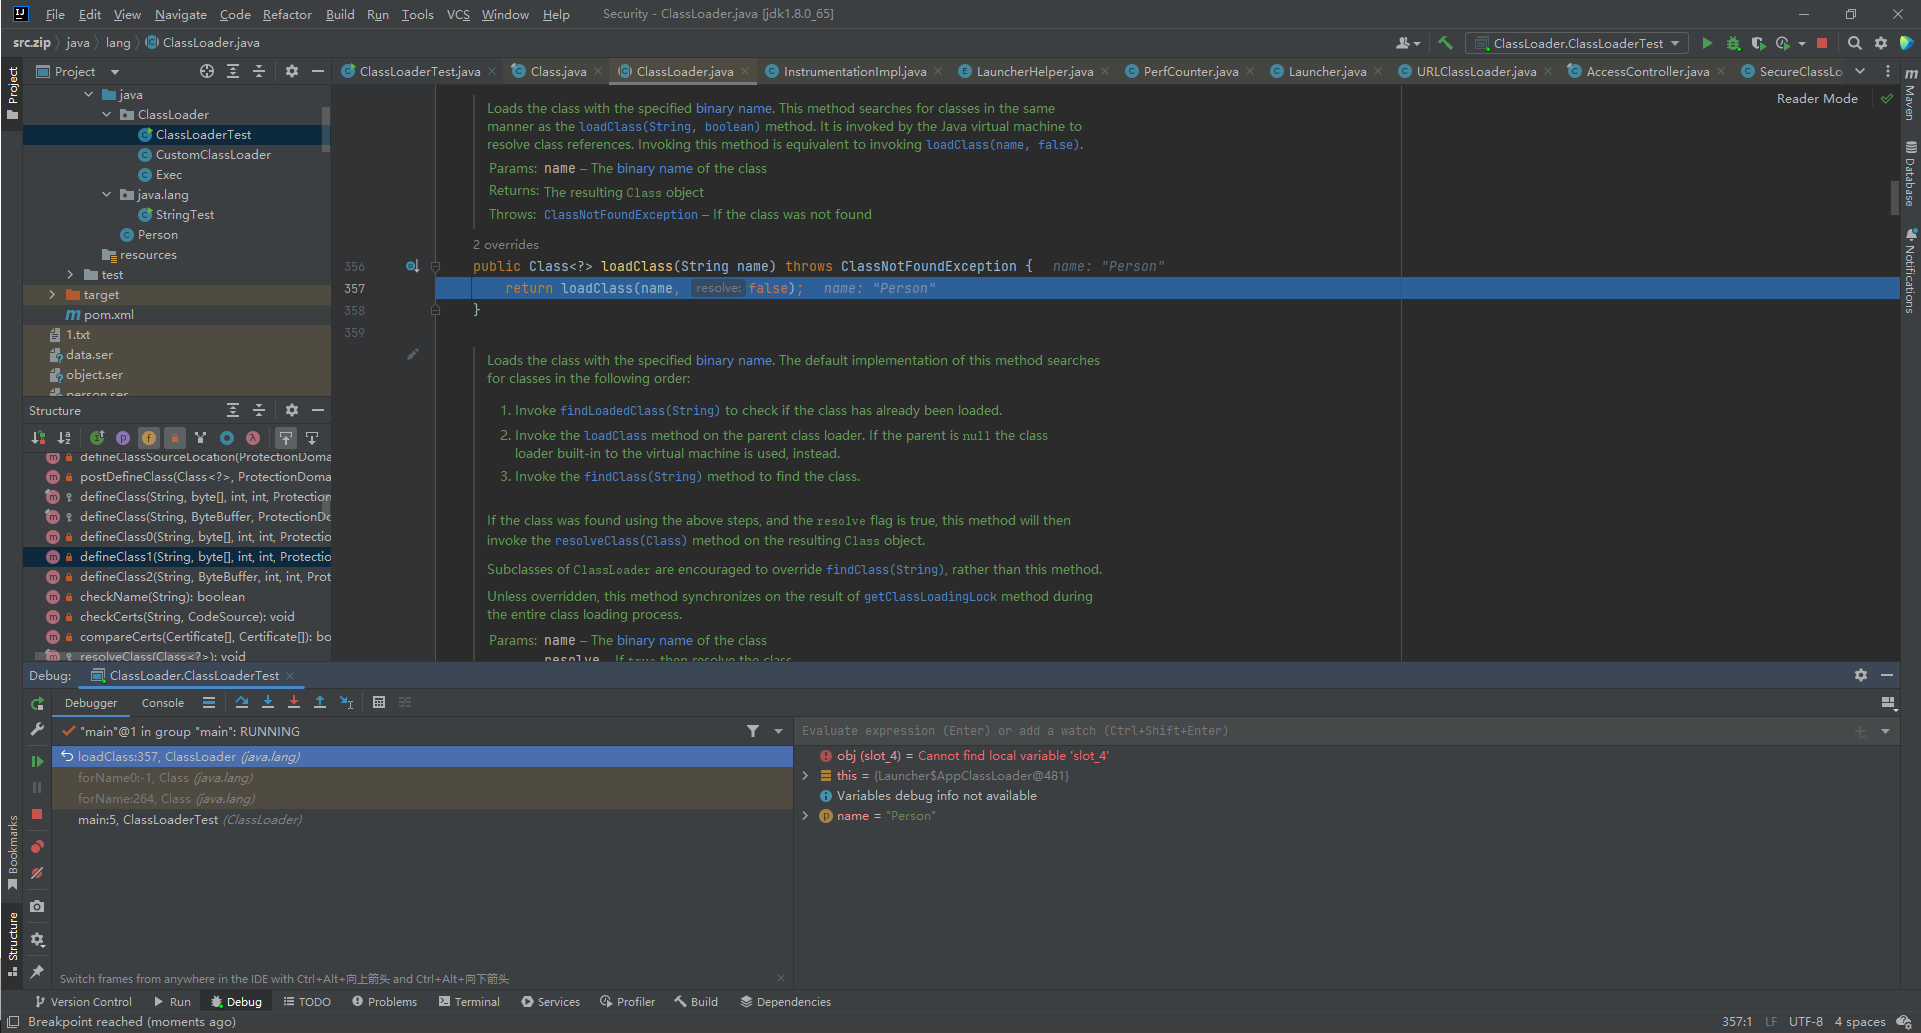 File Edit View Navigate Code Refactor Build Run Tools VCS Window Help Security - ClassLoader.java [jdk1.8.0_65]
src.zip java lang ClassLoader.java
ClassLoader.ClassLoaderTest
Project
ClassLoaderTest.java Class.java ClassLoader.java InstrumentationImpl.java LauncherHelper.java PerfCounter.java Launcher.java URLClassLoader.java AccessController.java SecureClassLo
Project
java
ClassLoader
ClassLoaderTest
CustomClassLoader
Exec
java.lang
StringTest
Person
resources
test
target
pom.xml
1.txt
data.ser
object.ser
person.ser
Structure
defineClassSourceLocation(ProtectionDoma
postDefineClass(Class<?>, ProtectionDoma
defineClass(String, byte[], int, int, Protection
defineClass(String, ByteBuffer, ProtectionDo
defineClass0(String, byte[], int, int, Protectio
defineClass1(String, byte[], int, int, Protectio
defineClass2(String, ByteBuffer, int, int, Prot
checkName(String): boolean
checkCerts(String, CodeSource): void
compareCerts(Certificate[], Certificate[]): bo
resolveClass(Class<?>): void
Reader Mode
Loads the class with the specified binary name. This method searches for classes in the same
manner as the loadClass(String, boolean) method. It is invoked by the Java virtual machine to
resolve class references. Invoking this method is equivalent to invoking loadClass(name, false).
Params: name – The binary name of the class
Returns: The resulting Class object
Throws: ClassNotFoundException – If the class was not found
2 overrides
356 public Class<?> loadClass(String name) throws ClassNotFoundException { name: "Person"
357 return loadClass(name, resolve: false); name: "Person"
358 }
359
Loads the class with the specified binary name. The default implementation of this method searches
for classes in the following order:
1. Invoke findLoadedClass(String) to check if the class has already been loaded.
2. Invoke the loadClass method on the parent class loader. If the parent is null the class
loader built-in to the virtual machine is used, instead.
3. Invoke the findClass(String) method to find the class.
If the class was found using the above steps, and the resolve flag is true, this method will then
invoke the resolveClass(Class) method on the resulting Class object.
Subclasses of ClassLoader are encouraged to override findClass(String), rather than this method.
Unless overridden, this method synchronizes on the result of getClassLoadingLock method during
the entire class loading process.
Params: name – The binary name of the class
resolve – If true then resolve the class
Maven
Database
Notifications
Debug: ClassLoader.ClassLoaderTest
Debugger Console
"main"@1 in group "main": RUNNING
loadClass:357, ClassLoader (java.lang)
forName0:-1, Class (java.lang)
forName:264, Class (java.lang)
main:5, ClassLoaderTest (ClassLoader)
Switch frames from anywhere in the IDE with Ctrl+Alt+向上箭头 and Ctrl+Alt+向下箭头
Evaluate expression (Enter) or add a watch (Ctrl+Shift+Enter)
obj (slot_4) = Cannot find local variable 'slot_4'
this = {Launcher$AppClassLoader@481}
Variables debug info not available
name = "Person"
Bookmarks
Structure
Version Control Run Debug TODO Problems Terminal Services Profiler Build Dependencies
Breakpoint reached (moments ago)
357:1 LF UTF-8 4 spaces